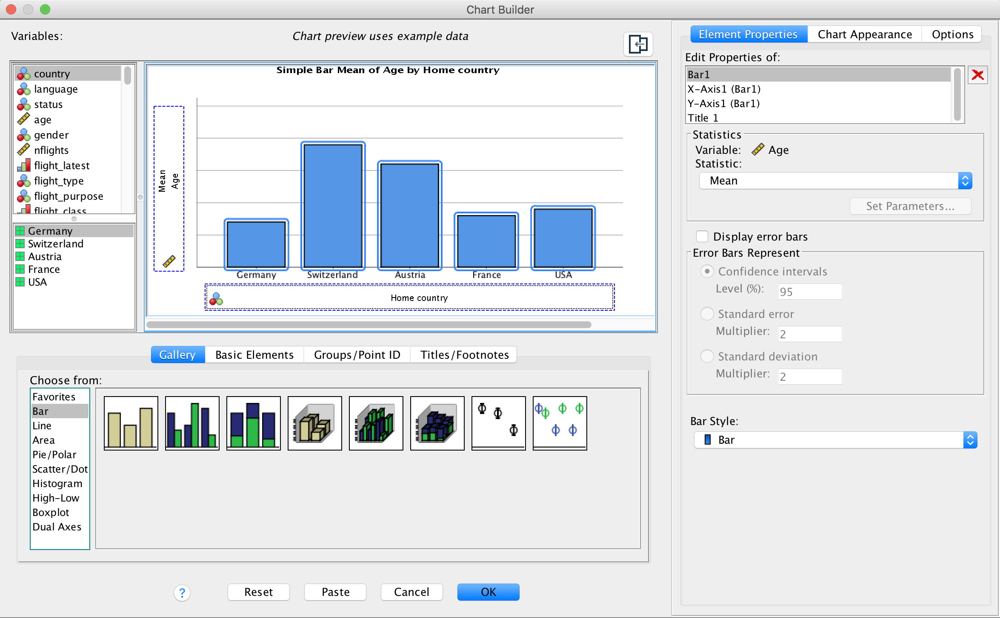 Chart Builder
Variables:
Chart preview uses example data
country
language
status
age
gender
nflights
flight_latest
flight_type
flight_purpose
flight_class
Germany
Switzerland
Austria
France
USA
Simple Bar Mean of Age by Home country
Mean
Age
Germany Switzerland Austria France USA
Home country
Gallery Basic Elements Groups/Point ID Titles/Footnotes
Choose from:
Favorites
Bar
Line
Area
Pie/Polar
Scatter/Dot
Histogram
High-Low
Boxplot
Dual Axes
? Reset Paste Cancel OK
Element Properties Chart Appearance Options
Edit Properties of:
Bar1
X-Axis1 (Bar1)
Y-Axis1 (Bar1)
Title 1
Statistics
Variable: Age
Statistic:
Mean
Set Parameters...
Display error bars
Error Bars Represent
Confidence intervals
Level (%): 95
Standard error
Multiplier: 2
Standard deviation
Multiplier: 2
Bar Style:
Bar